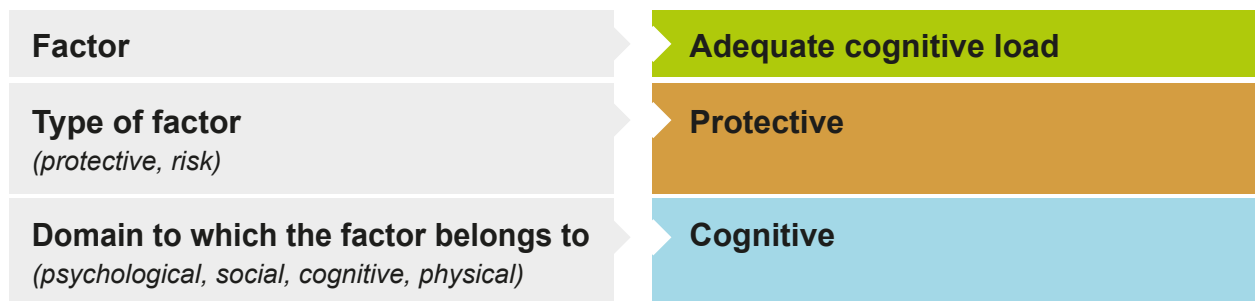 Factor
Adequate cognitive load
Type of factor
(protective, risk)
Protective
Domain to which the factor belongs to
(psychological, social, cognitive, physical)
Cognitive